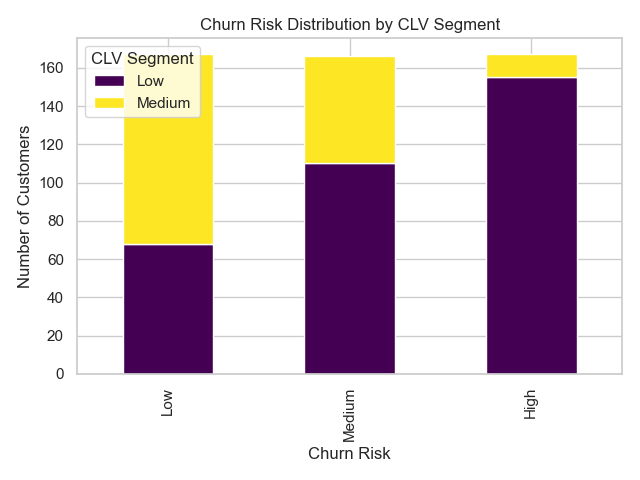 Churn Risk Distribution by CLV Segment
CLV Segment
Low
Medium
Number of Customers
160
140
120
100
80
60
40
20
0
Low
Medium
High
Churn Risk